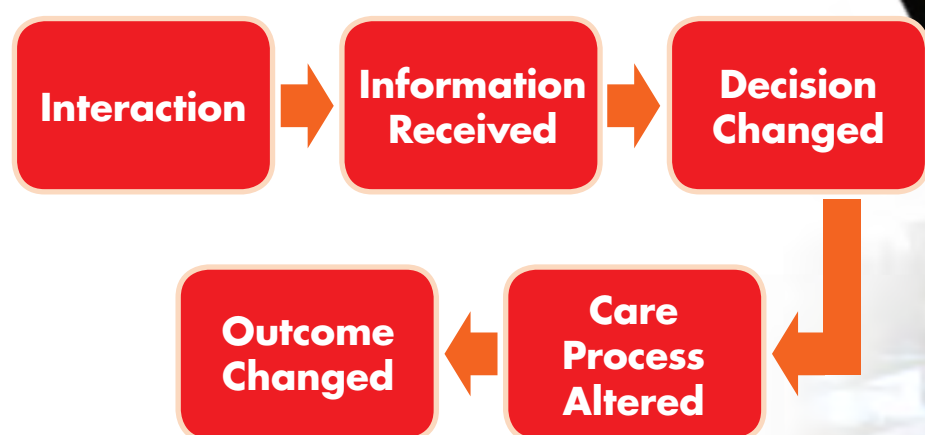 Interaction
Information
Received
Decision
Changed
Care
Process
Altered
Outcome
Changed